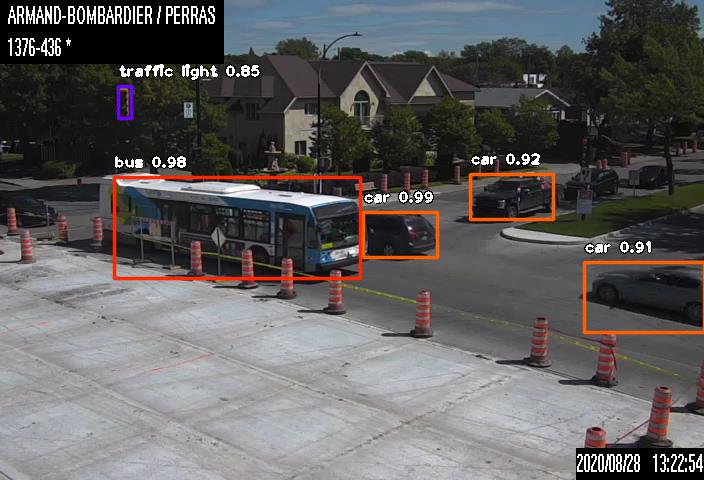 ARMAND-BOMBARDIER / PERRAS
1376-436 *
traffic light 0.85
bus 0.98
car 0.92
car 0.99
car 0.91
2020/08/28 13:22:54